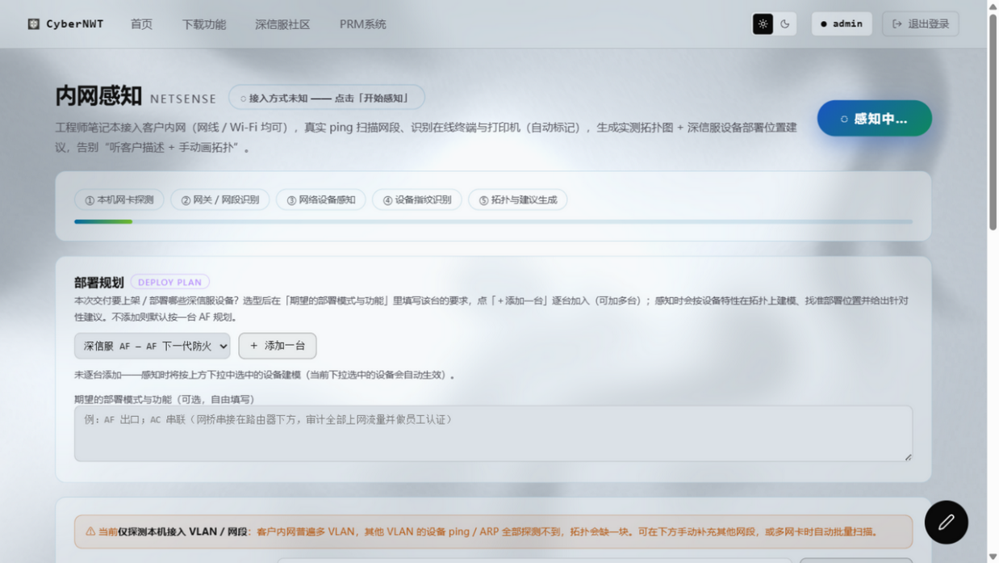 CyberNWT 首页 下载功能 深信服社区 PRM系统 admin 退出登录
内网感知 NETSENSE 接入方式未知 —— 点击「开始感知」
感知中...
工程师笔记本接入客户内网（网线 / Wi-Fi 均可），真实 ping 扫描网段、识别在线终端与打印机（自动标记），生成实测拓扑图 + 深信服设备部署位置建
议，告别“听客户描述 + 手动画拓扑”。
① 本机网卡探测 ② 网关 / 网段识别 ③ 网络设备感知 ④ 设备指纹识别 ⑤ 拓扑与建议生成
部署规划 DEPLOY PLAN
本次交付要上架 / 部署哪些深信服设备？选型后在「期望的部署模式与功能」里填写该台的要求，点「＋添加一台」逐台加入（可加多台）；感知时会按设备特性在拓扑上建模、找准部署位置并给出针对
性建议。不添加则默认按一台 AF 规划。
深信服 AF — AF 下一代防火 ＋ 添加一台
未逐台添加——感知时将按上方下拉中选中的设备建模（当前下拉选中的设备会自动生效）。
期望的部署模式与功能（可选，自由填写）
例：AF 出口；AC 串联（网桥串接在路由器下方，审计全部上网流量并做员工认证）
⚠ 当前仅探测本机接入 VLAN / 网段：客户内网普遍多 VLAN，其他 VLAN 的设备 ping / ARP 全部探测不到，拓扑会缺一块。可在下方手动补充其他网段，或多网卡时自动批量扫描。